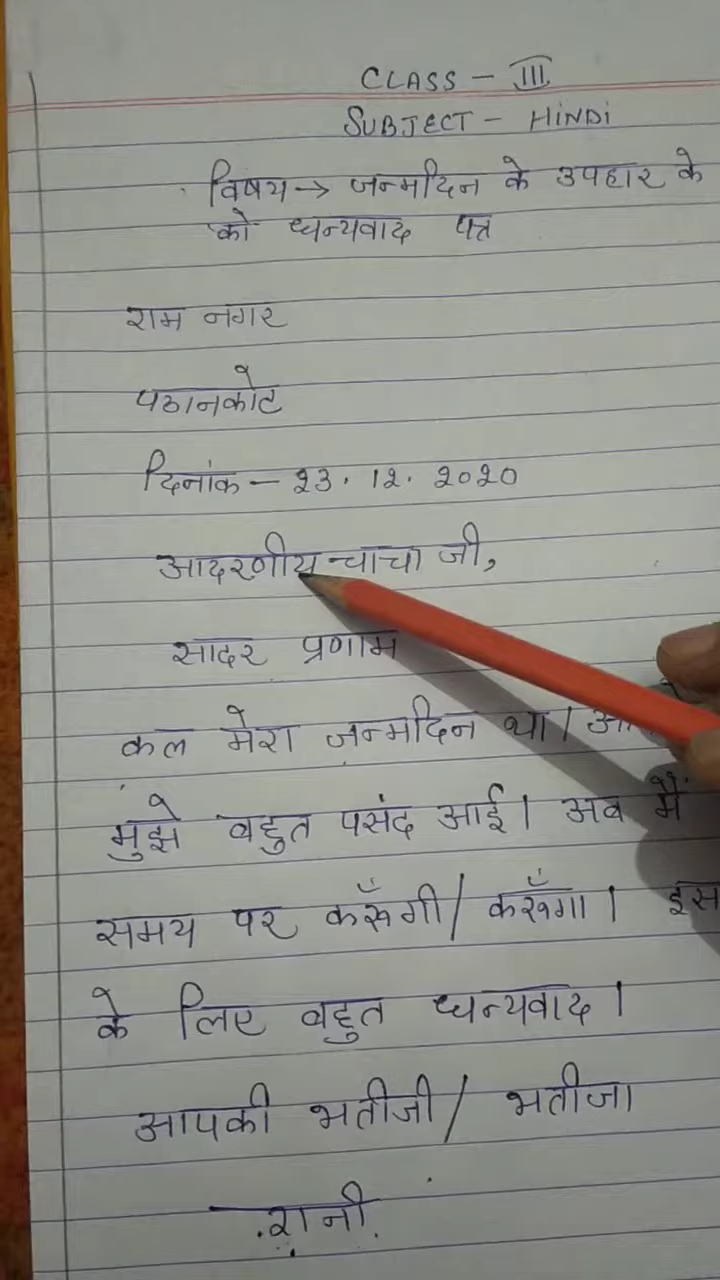 CLASS - III
SUBJECT - HINDI
विषय → जन्मदिन के उपहार के
को धन्यवाद पत्र
राम नगर
पठानकोट
दिनांक - 23.12.2020
आदरणीय चाचा जी,
सादर प्रणाम
कल मेरा जन्मदिन था।
मुझे बहुत पसंद आई। अब मैं
समय पर करूँगी/करूँगा। इस
के लिए बहुत धन्यवाद।
आपकी भतीजी/भतीजा
रानी